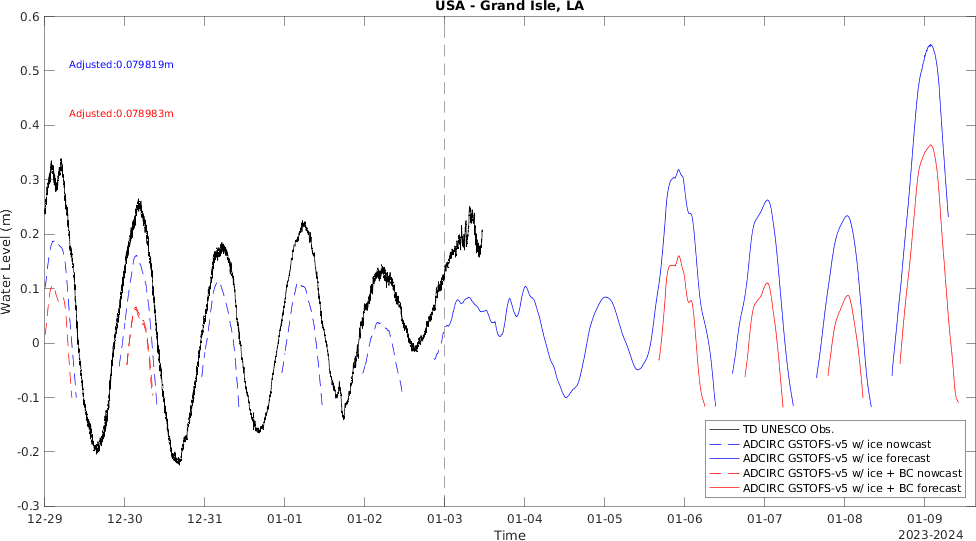 USA - Grand Isle, LA
0.6
0.5
0.4
0.3
0.2
0.1
0
-0.1
-0.2
-0.3
Water Level (m)
Adjusted:0.079819m
Adjusted:0.078983m
TD UNESCO Obs.
ADCIRC GSTOFS-v5 w/ ice nowcast
ADCIRC GSTOFS-v5 w/ ice forecast
ADCIRC GSTOFS-v5 w/ ice + BC nowcast
ADCIRC GSTOFS-v5 w/ ice + BC forecast
12-29 12-30 12-31 01-01 01-02 01-03 01-04 01-05 01-06 01-07 01-08 01-09
Time
2023-2024